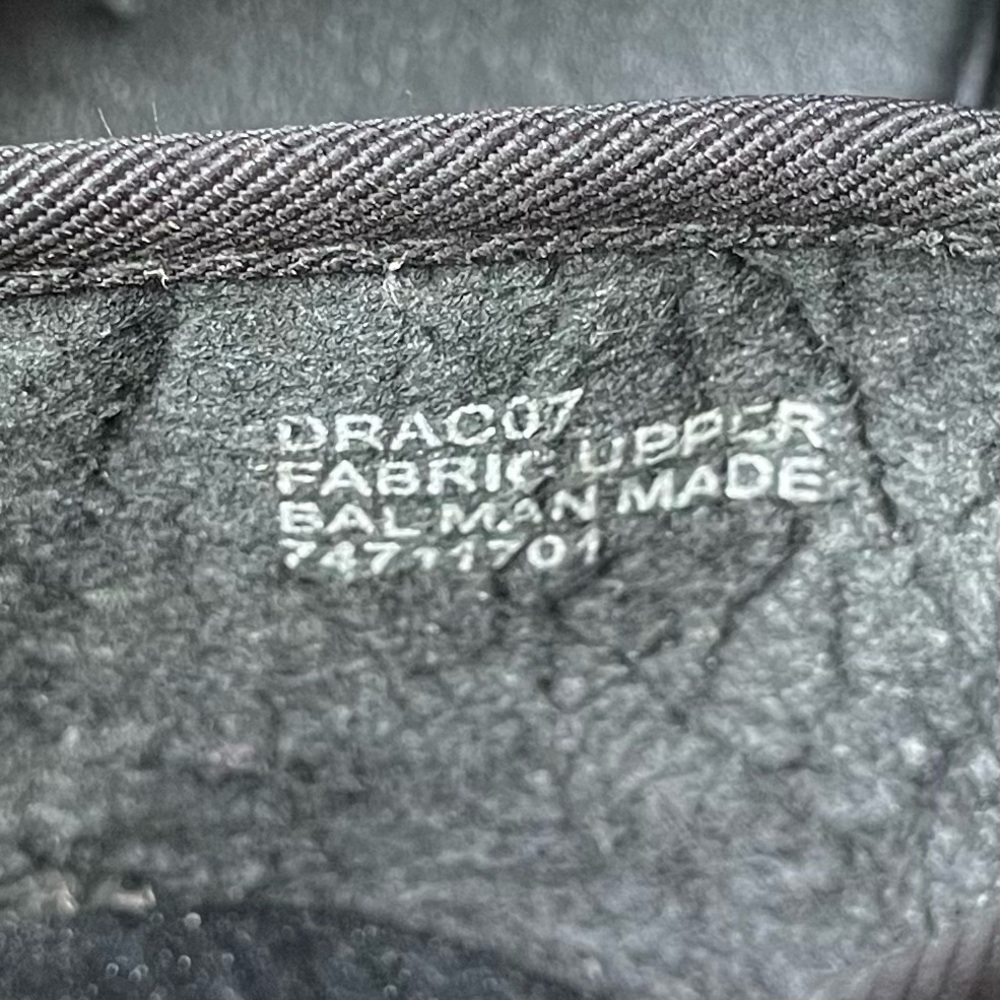 DRAC07
FABRIC UPPER
BAL MAN MADE
74711701